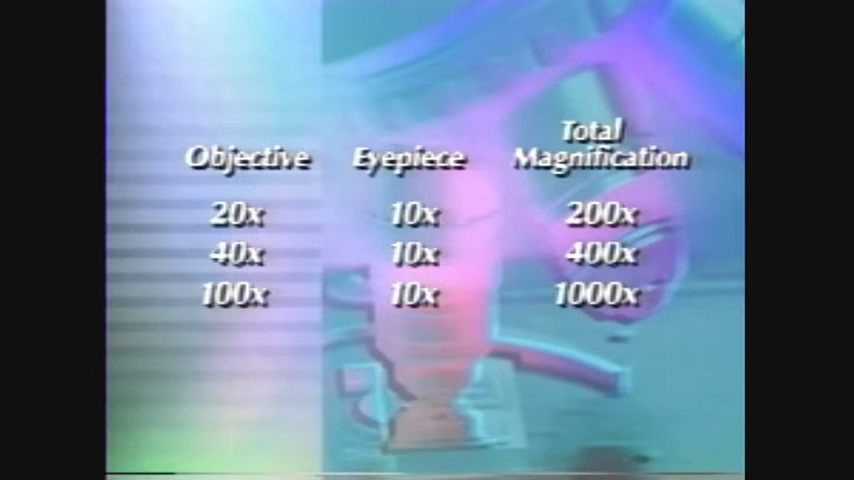 Total
Objective Eyepiece Magnification
20x 10x 200x
40x 10x 400x
100x 10x 1000x